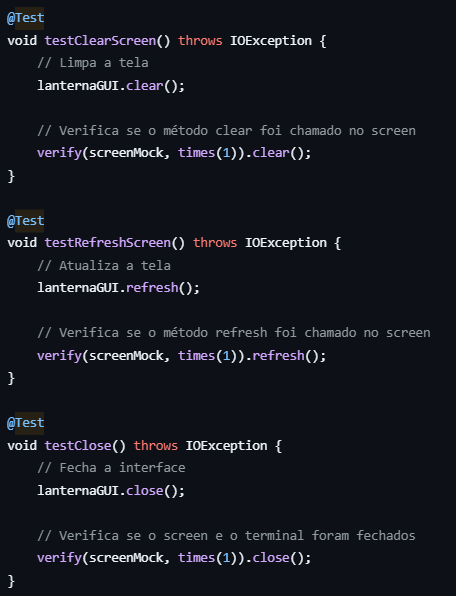 @Test
void testClearScreen() throws IOException {
    // Limpa a tela
    lanternaGUI.clear();

    // Verifica se o método clear foi chamado no screen
    verify(screenMock, times(1)).clear();
}

@Test
void testRefreshScreen() throws IOException {
    // Atualiza a tela
    lanternaGUI.refresh();

    // Verifica se o método refresh foi chamado no screen
    verify(screenMock, times(1)).refresh();
}

@Test
void testClose() throws IOException {
    // Fecha a interface
    lanternaGUI.close();

    // Verifica se o screen e o terminal foram fechados
    verify(screenMock, times(1)).close();
}